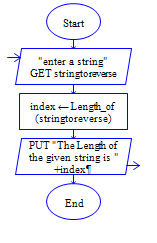 Start
"enter a string"
GET stringtoreverse
index ← Length_of
(stringtoreverse)
PUT "The Length of
the given string is "
+index¶
End